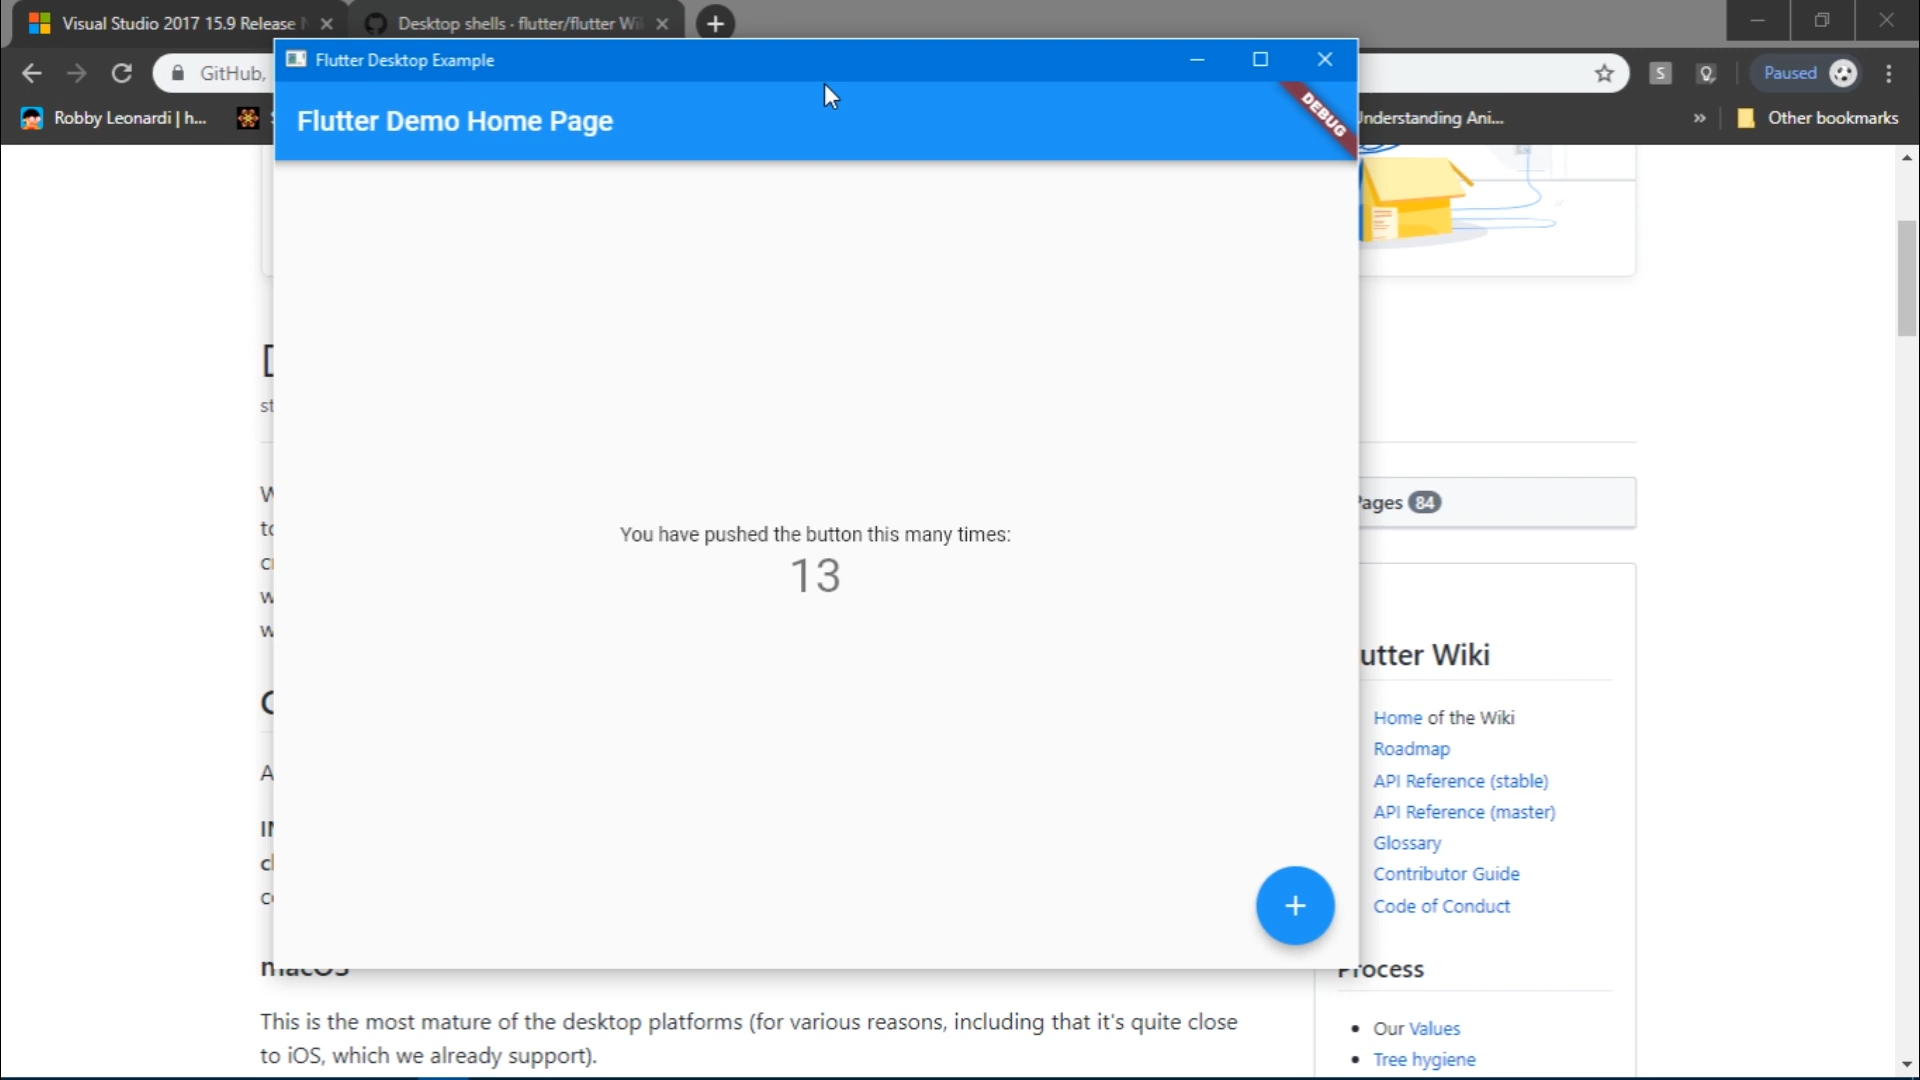 Visual Studio 2017 15.9 Release
Desktop shells · flutter/flutter Wi
Flutter Desktop Example
GitHub,
S
Paused
Robby Leonardi | h...
Understanding Ani...
»
Other bookmarks
Flutter Demo Home Page
DEBUG
You have pushed the button this many times:
13
+
Pages 84
utter Wiki
Home of the Wiki
Roadmap
API Reference (stable)
API Reference (master)
Glossary
Contributor Guide
Code of Conduct
macOS
This is the most mature of the desktop platforms (for various reasons, including that it's quite close
to iOS, which we already support).
Process
Our Values
Tree hygiene